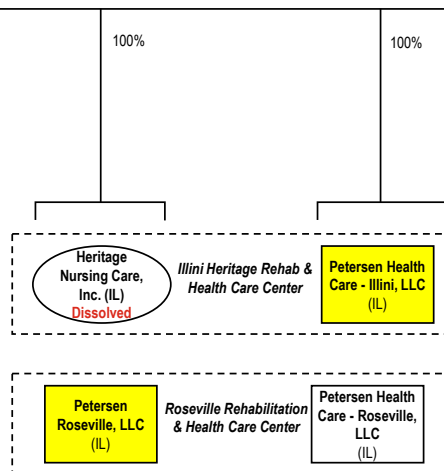 100%
100%
Heritage
Nursing Care,
Inc. (IL)
Dissolved
Illini Heritage Rehab &
Health Care Center
Petersen Health
Care - Illini, LLC
(IL)
Petersen
Roseville, LLC
(IL)
Roseville Rehabilitation
& Health Care Center
Petersen Health
Care - Roseville,
LLC
(IL)